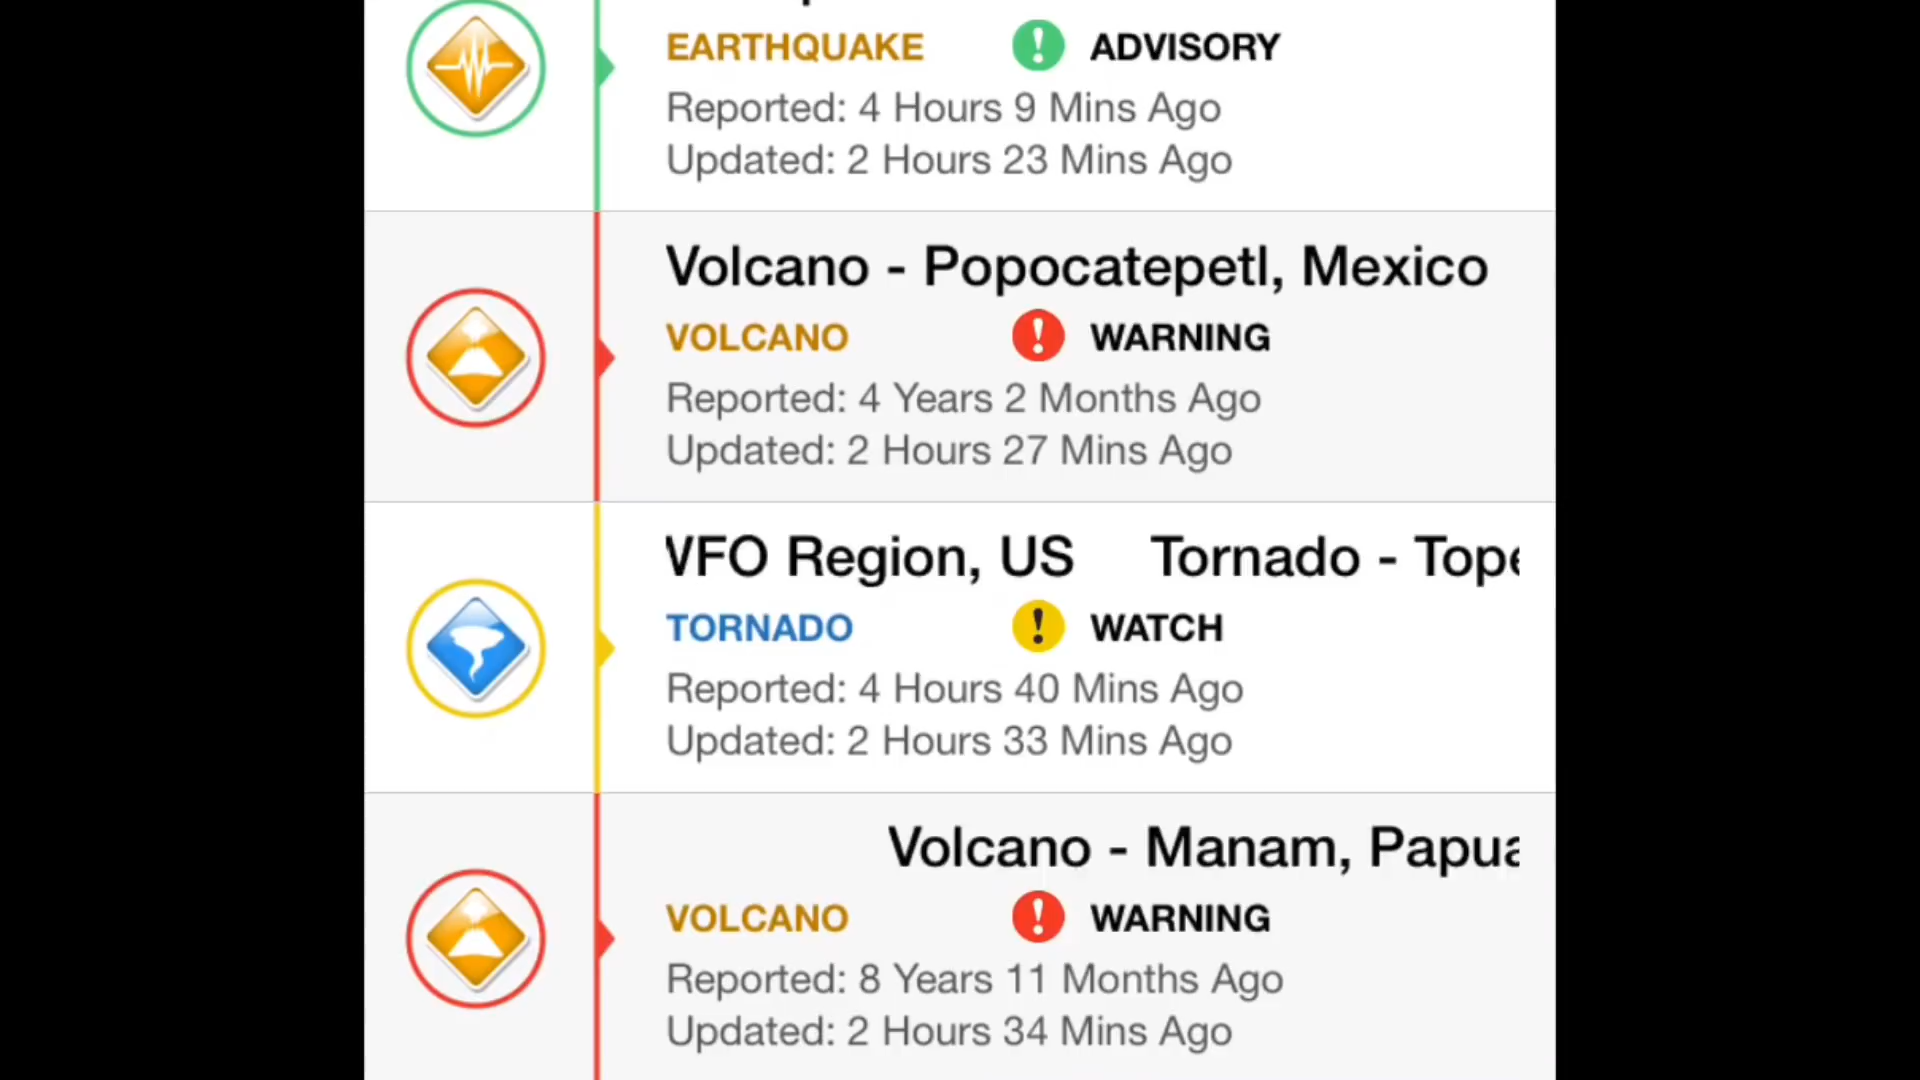 EARTHQUAKE ! ADVISORY
Reported: 4 Hours 9 Mins Ago
Updated: 2 Hours 23 Mins Ago
Volcano - Popocatepetl, Mexico
VOLCANO ! WARNING
Reported: 4 Years 2 Months Ago
Updated: 2 Hours 27 Mins Ago
WFO Region, US Tornado - Tope
TORNADO ! WATCH
Reported: 4 Hours 40 Mins Ago
Updated: 2 Hours 33 Mins Ago
Volcano - Manam, Papua
VOLCANO ! WARNING
Reported: 8 Years 11 Months Ago
Updated: 2 Hours 34 Mins Ago